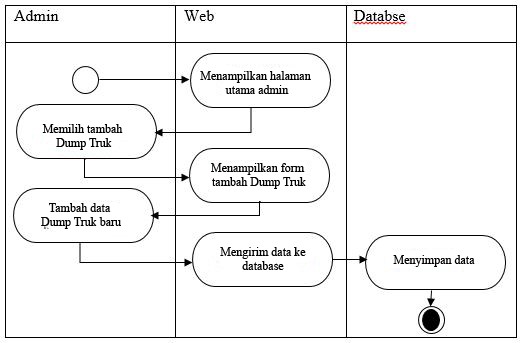 Admin
Web
Databse
Menampilkan halaman
utama admin
Memilih tambah
Dump Truk
Menampilkan form
tambah Dump Truk
Tambah data
Dump Truk baru
Mengirim data ke
database
Menyimpan data